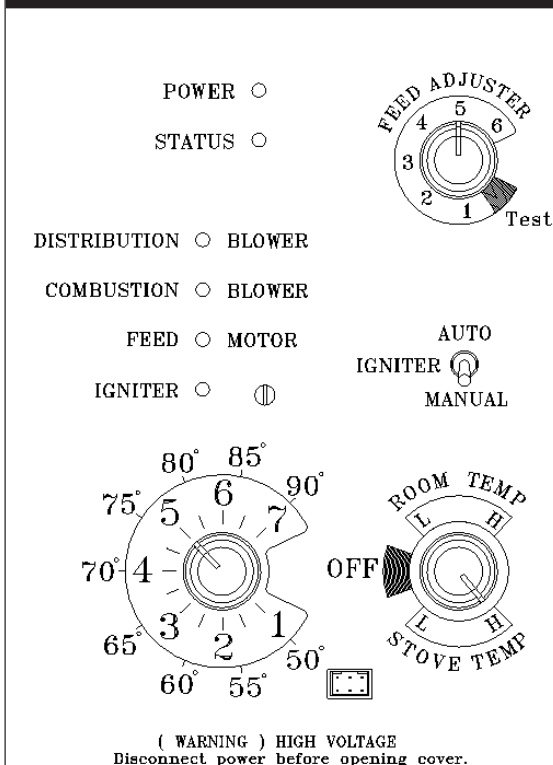 POWER
STATUS
FEED ADJUSTER
1 2 3 4 5 6
Test
DISTRIBUTION BLOWER
COMBUSTION BLOWER
FEED MOTOR
IGNITER
AUTO
IGNITER
MANUAL
50° 55° 60° 65° 70° 75° 80° 85° 90°
1 2 3 4 5 6 7
ROOM TEMP
L H
OFF
L H
STOVE TEMP
( WARNING ) HIGH VOLTAGE
Disconnect power before opening cover.